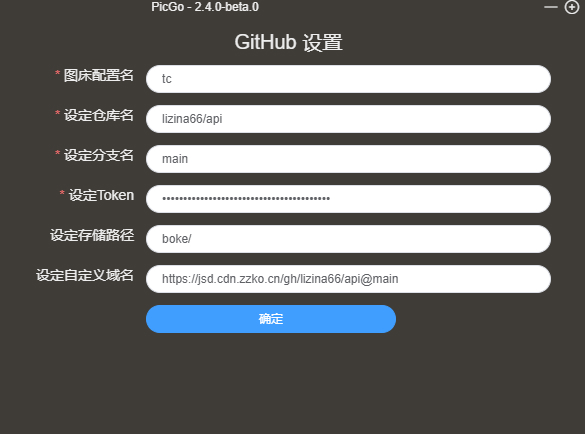 PicGo - 2.4.0-beta.0
GitHub 设置
* 图床配置名 tc
* 设定仓库名 lizina66/api
* 设定分支名 main
* 设定Token ••••••••••••••••••••••••••••••••••••••••
设定存储路径 boke/
设定自定义域名 https://jsd.cdn.zzko.cn/gh/lizina66/api@main
确定